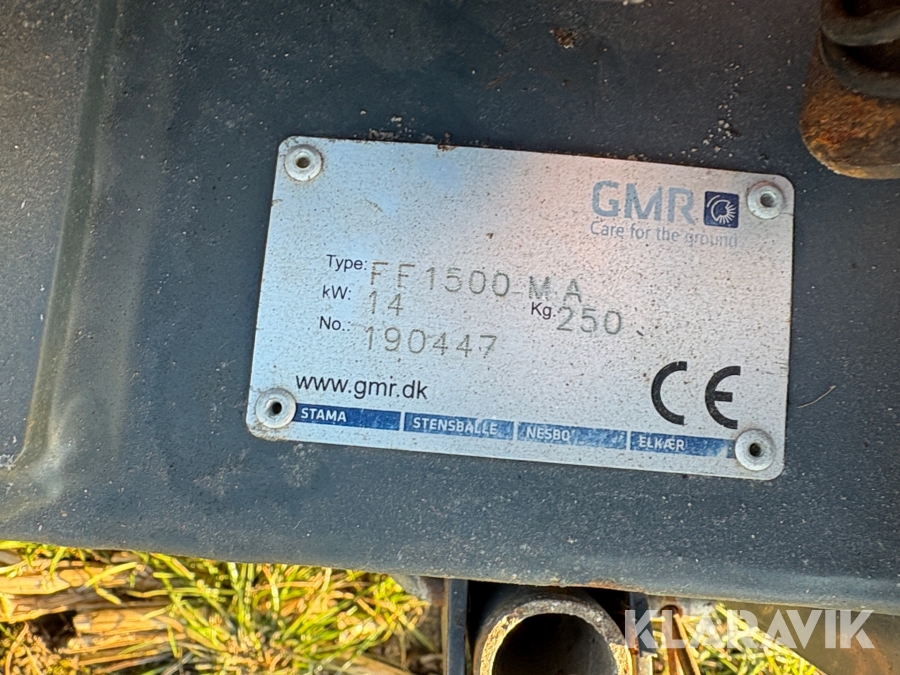 GMR
Care for the ground
Type: FF1500-MA
kW: 14 Kg. 250
No.: 190447
www.gmr.dk
CE
STAMA STENSBALLE NESBO ELKÆR
KLARAVIK